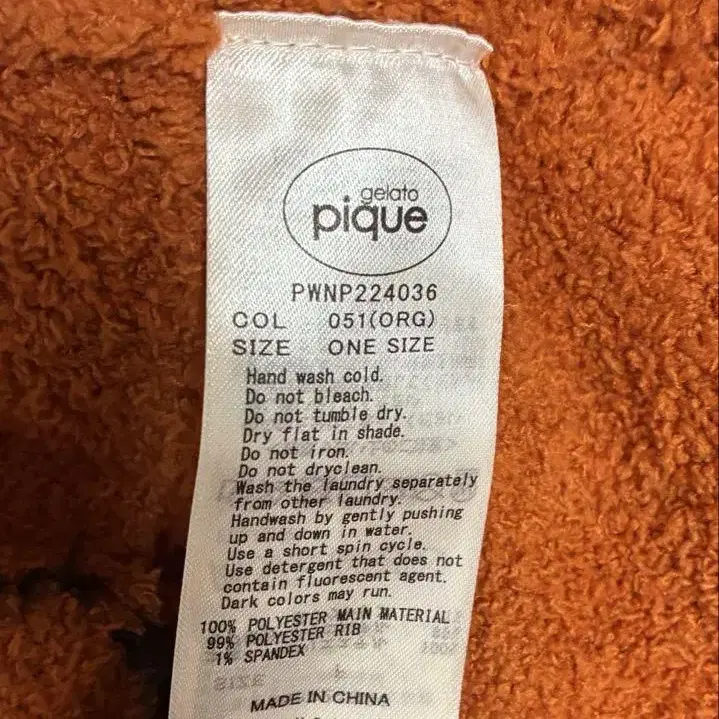 gelato
pique
PWNP224036
COL 051(ORG)
SIZE ONE SIZE
Hand wash cold.
Do not bleach.
Do not tumble dry.
Dry flat in shade.
Do not iron.
Do not dryclean.
Wash the laundry separately
from other laundry.
Handwash by gently pushing
up and down in water.
Use a short spin cycle.
Use detergent that does not
contain fluorescent agent.
Dark colors may run.
100% POLYESTER MAIN MATERIAL
99% POLYESTER RIB
1% SPANDEX
MADE IN CHINA